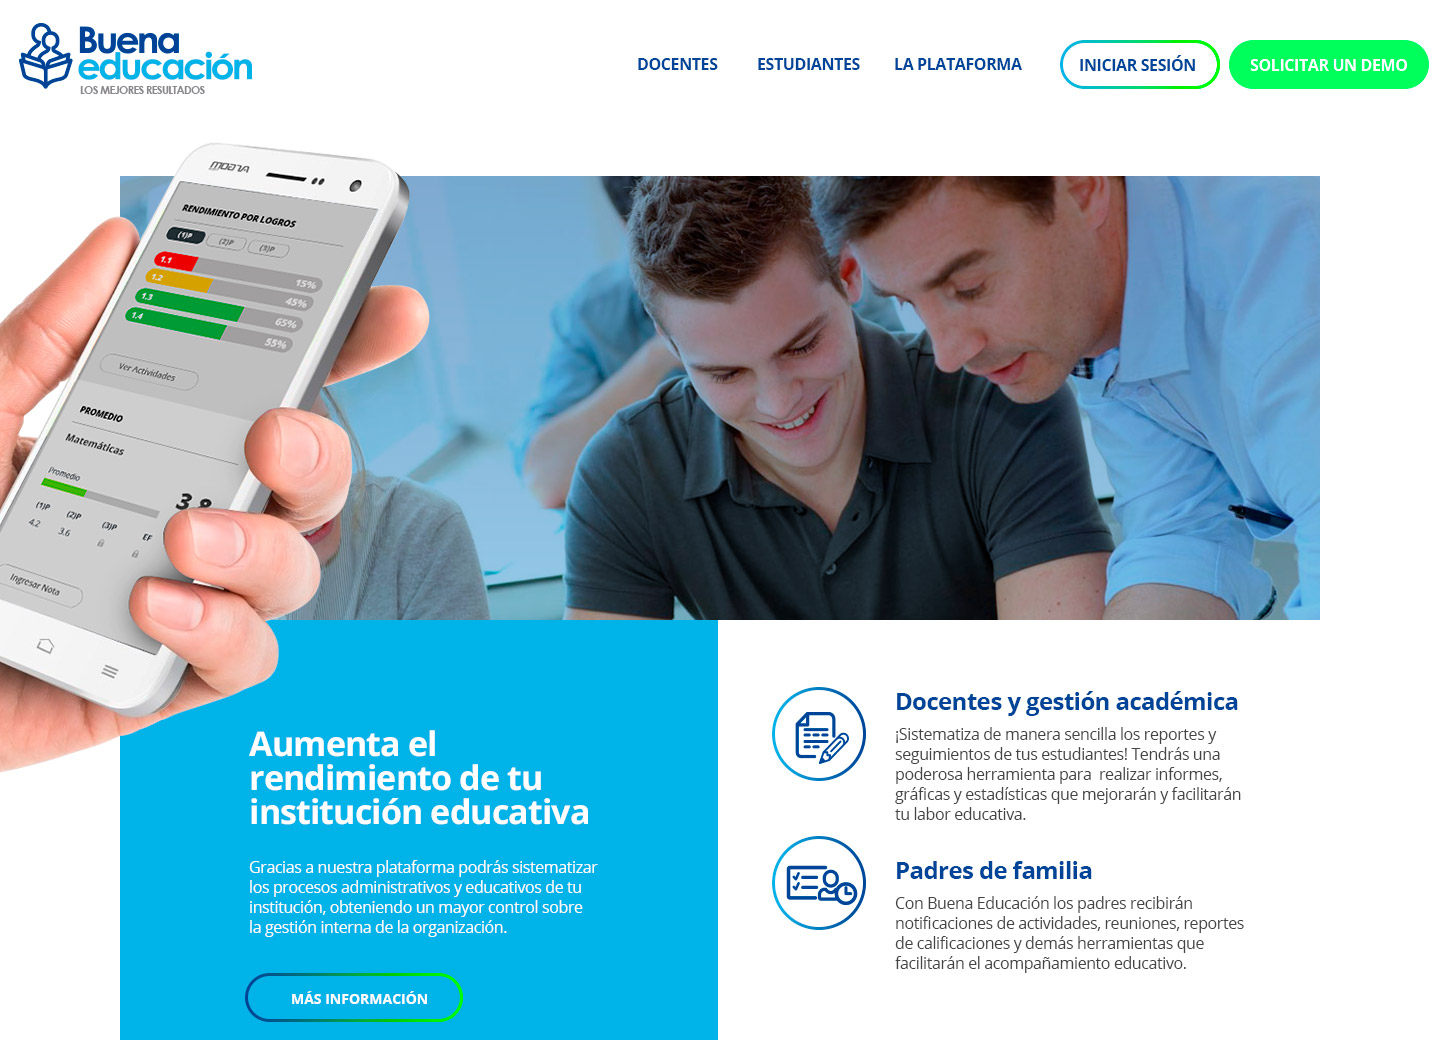 Buena
educación
LOS MEJORES RESULTADOS
DOCENTES
ESTUDIANTES
LA PLATAFORMA
INICIAR SESIÓN
SOLICITAR UN DEMO
MOANA
RENDIMIENTO POR LOGROS
(1)P (2)P (3)P
1.1 15%
1.2 45%
1.3 65%
1.4 55%
Ver Actividades
PROMEDIO
Matemáticas
Promedio
3.8
(1)P (2)P (3)P EF
4.2 3.6
Ingresar Nota
Aumenta el
rendimiento de tu
institución educativa
Gracias a nuestra plataforma podrás sistematizar
los procesos administrativos y educativos de tu
institución, obteniendo un mayor control sobre
la gestión interna de la organización.
MÁS INFORMACIÓN
Docentes y gestión académica
¡Sistematiza de manera sencilla los reportes y
seguimientos de tus estudiantes! Tendrás una
poderosa herramienta para  realizar informes,
gráficas y estadísticas que mejorarán y facilitarán
tu labor educativa.
Padres de familia
Con Buena Educación los padres recibirán
notificaciones de actividades, reuniones, reportes
de calificaciones y demás herramientas que
facilitarán el acompañamiento educativo.